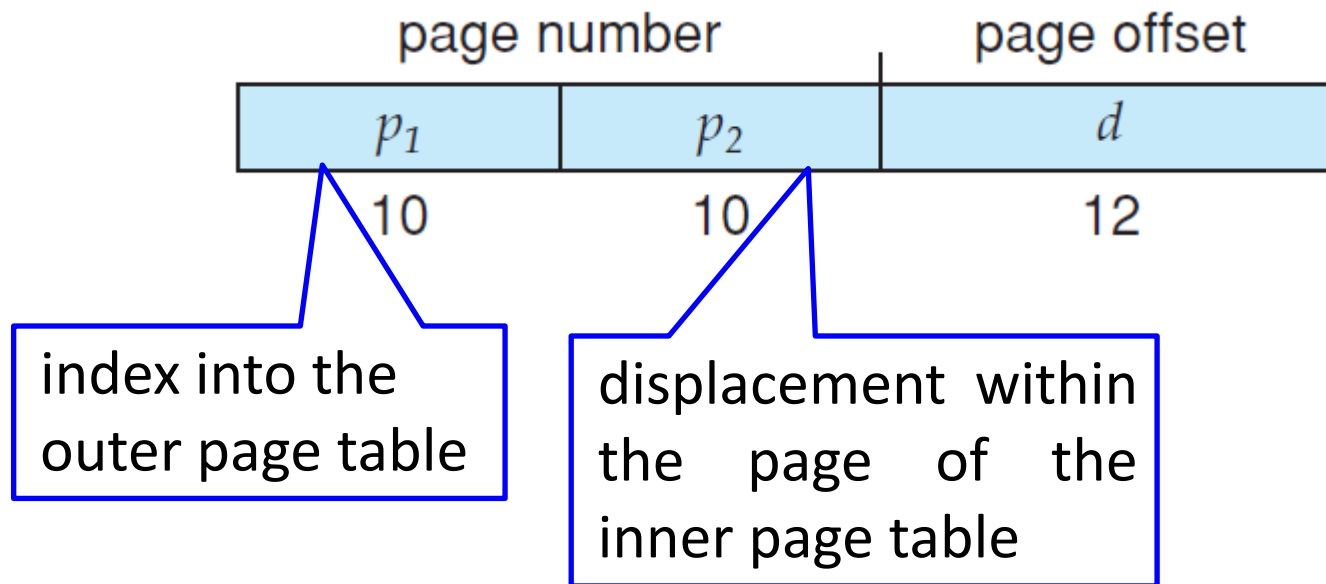 page number page offset
p1 p2 d
10 10 12
index into the
outer page table
displacement within
the page of the
inner page table